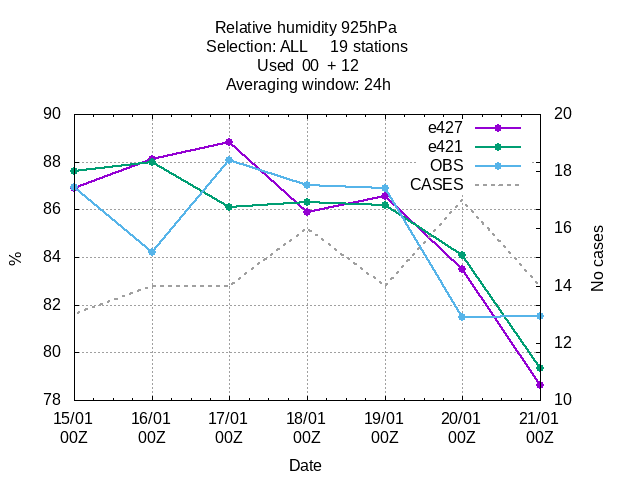 Relative humidity 925hPa
Selection: ALL     19 stations
Used  00  + 12
Averaging window: 24h
90
88
86
84
82
80
78
%
20
18
16
14
12
10
No cases
e427
e421
OBS
CASES
15/01 16/01 17/01 18/01 19/01 20/01 21/01
00Z 00Z 00Z 00Z 00Z 00Z 00Z
Date